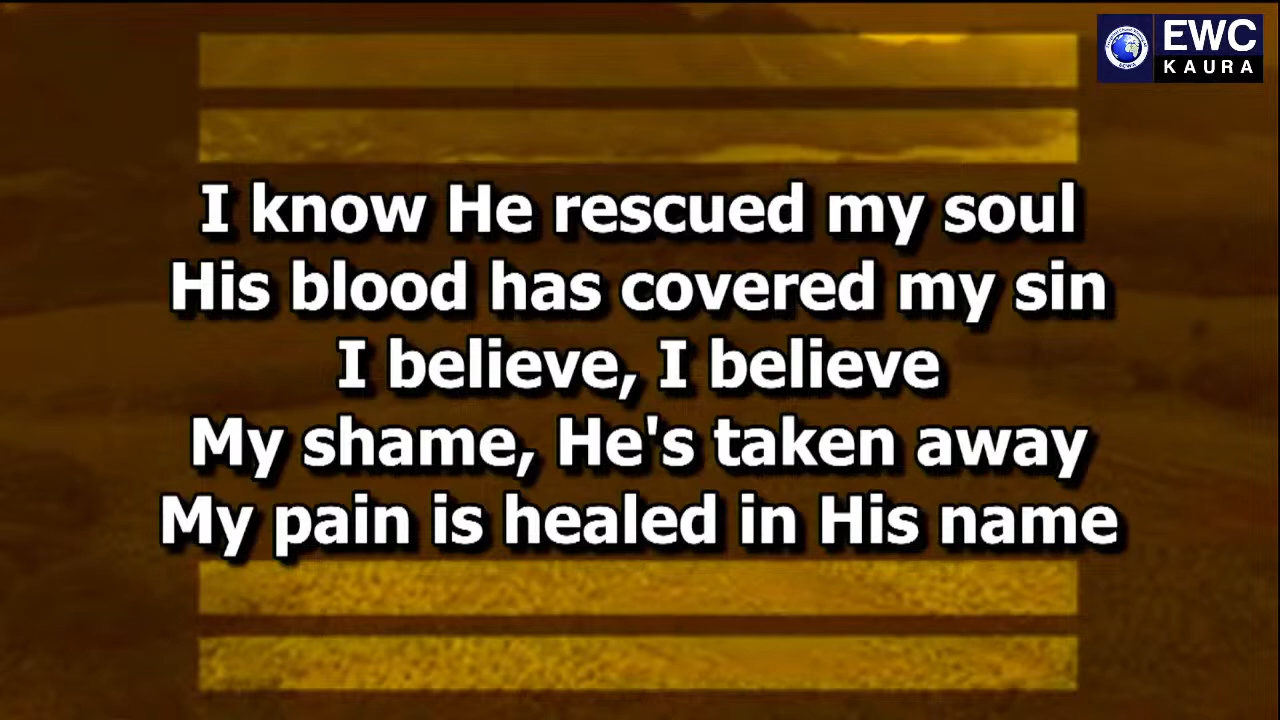 EWC
KAURA
I know He rescued my soul
His blood has covered my sin
I believe, I believe
My shame, He's taken away
My pain is healed in His name